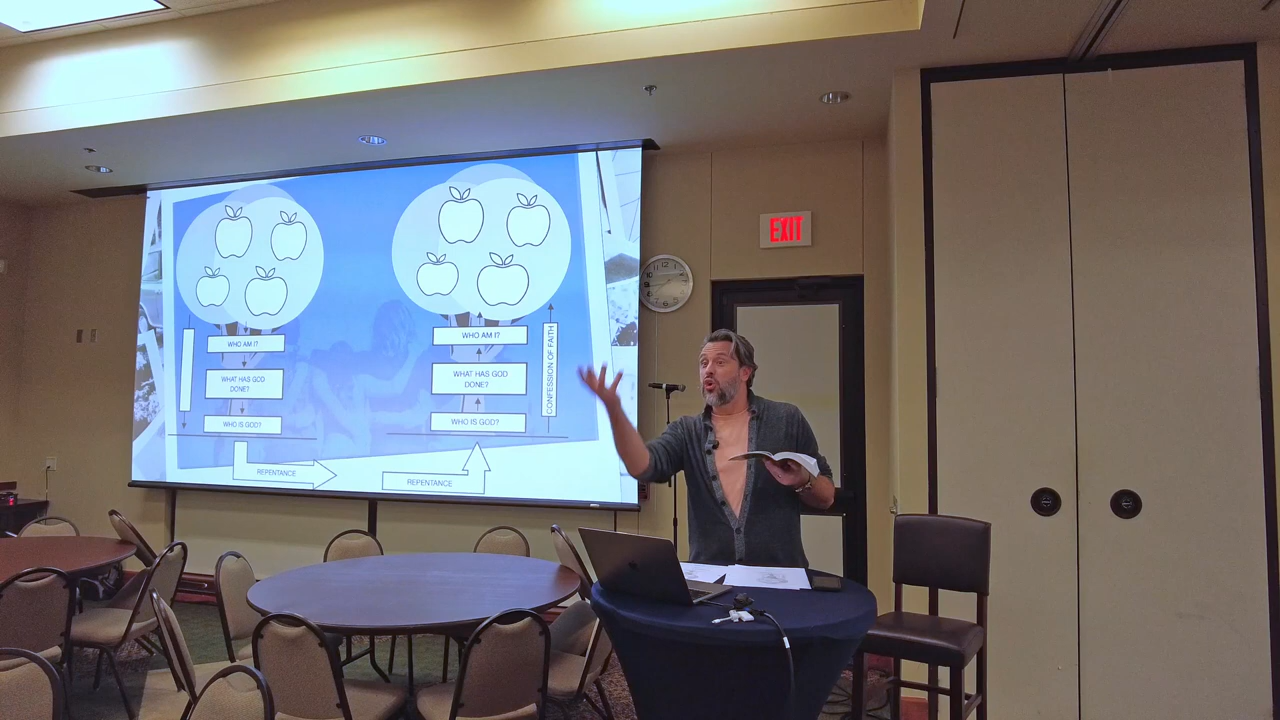 WHO AM I?
WHAT HAS GOD
DONE?
WHO IS GOD?
REPENTANCE
WHO AM I?
WHAT HAS GOD
DONE?
WHO IS GOD?
CONFESSION OF FAITH
REPENTANCE
EXIT